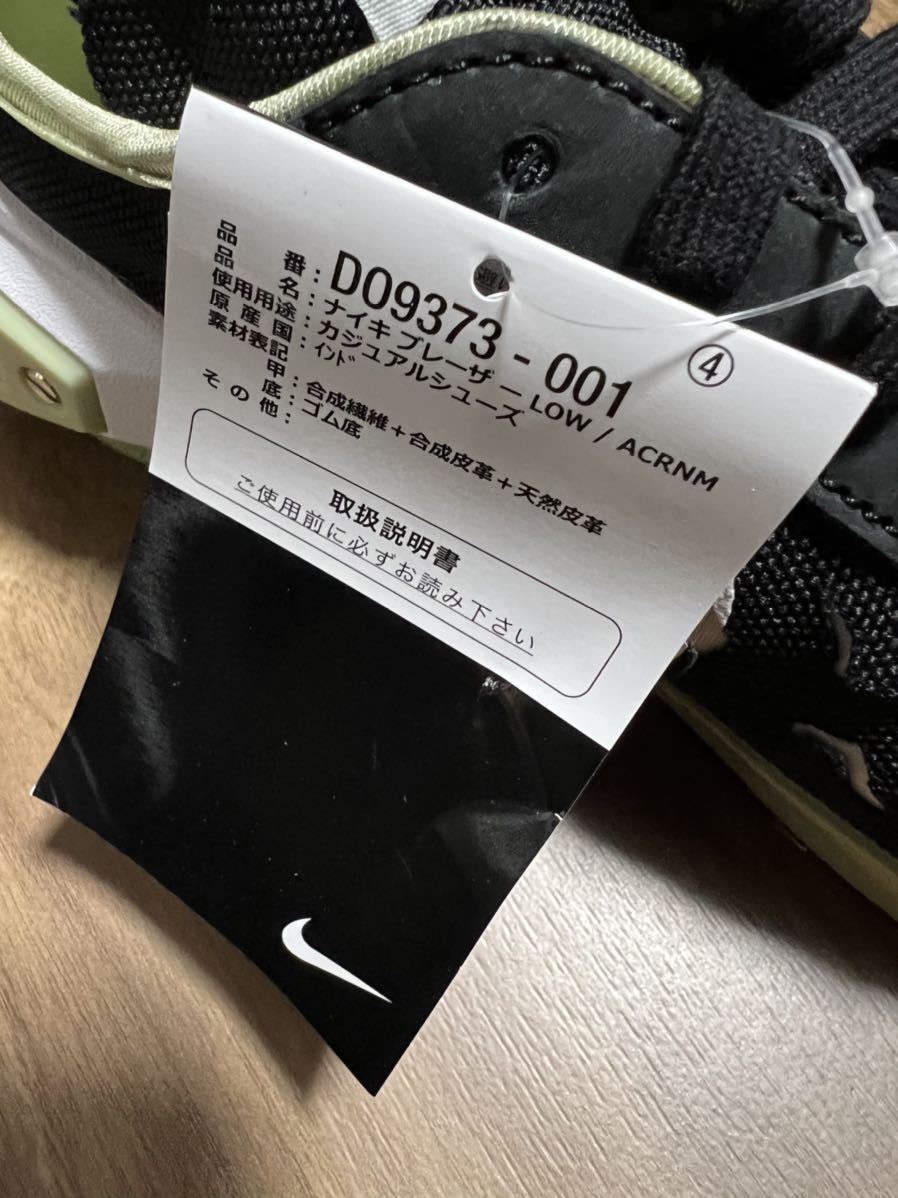 品番：DO9373-001 ④
品名：ナイキ ブレーザー LOW / ACRNM
使用用途：カジュアルシューズ
原産国：インド
素材表記
甲：合成繊維＋合成皮革＋天然皮革
底：ゴム底
その他：
取扱説明書
ご使用前に必ずお読み下さい